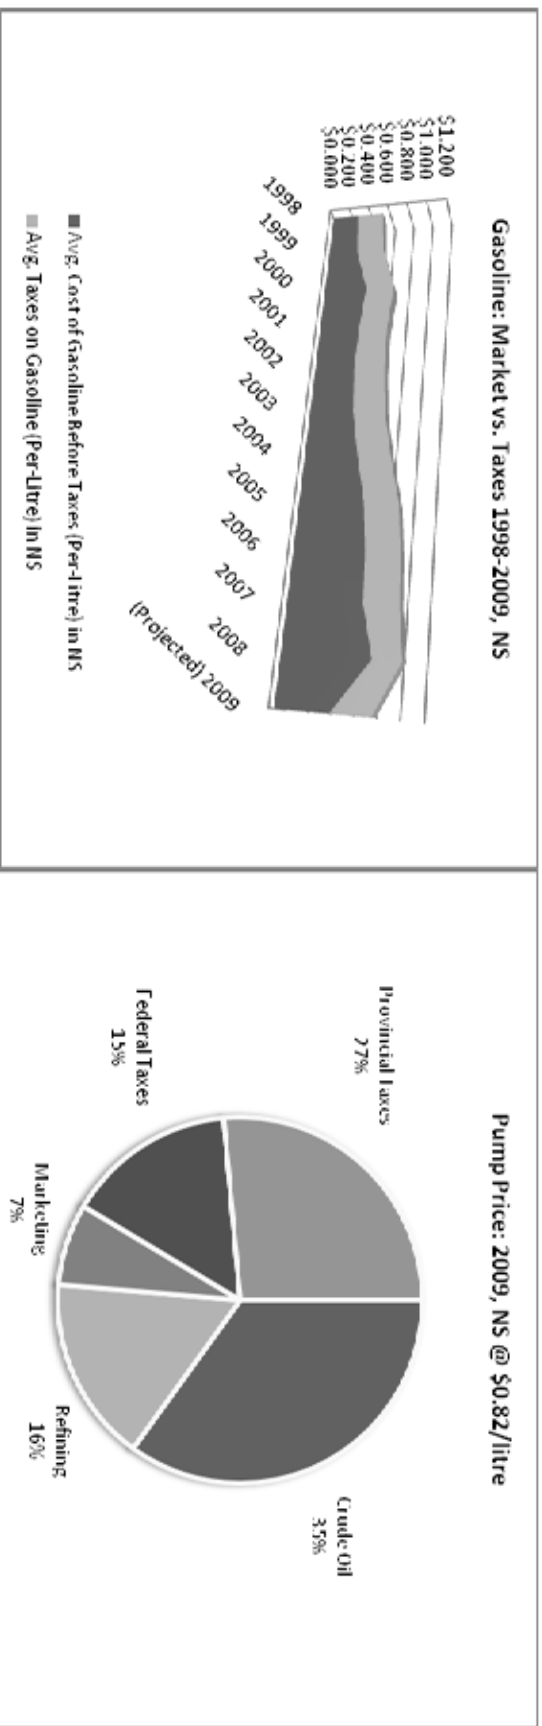 Gasoline: Market vs. Taxes 1998-2009, NS
$1.200
$1.000
$0.800
$0.600
$0.400
$0.200
$0.000
1998
1999
2000
2001
2002
2003
2004
2005
2006
2007
2008
(Projected) 2009
Avg. Cost of Gasoline Before Taxes (Per-Litre) in NS
Avg. Taxes on Gasoline (Per-Litre) in NS
Pump Price: 2009, NS @ $0.82/litre
Provincial Taxes
27%
Federal Taxes
15%
Marketing
7%
Refining
16%
Crude Oil
35%